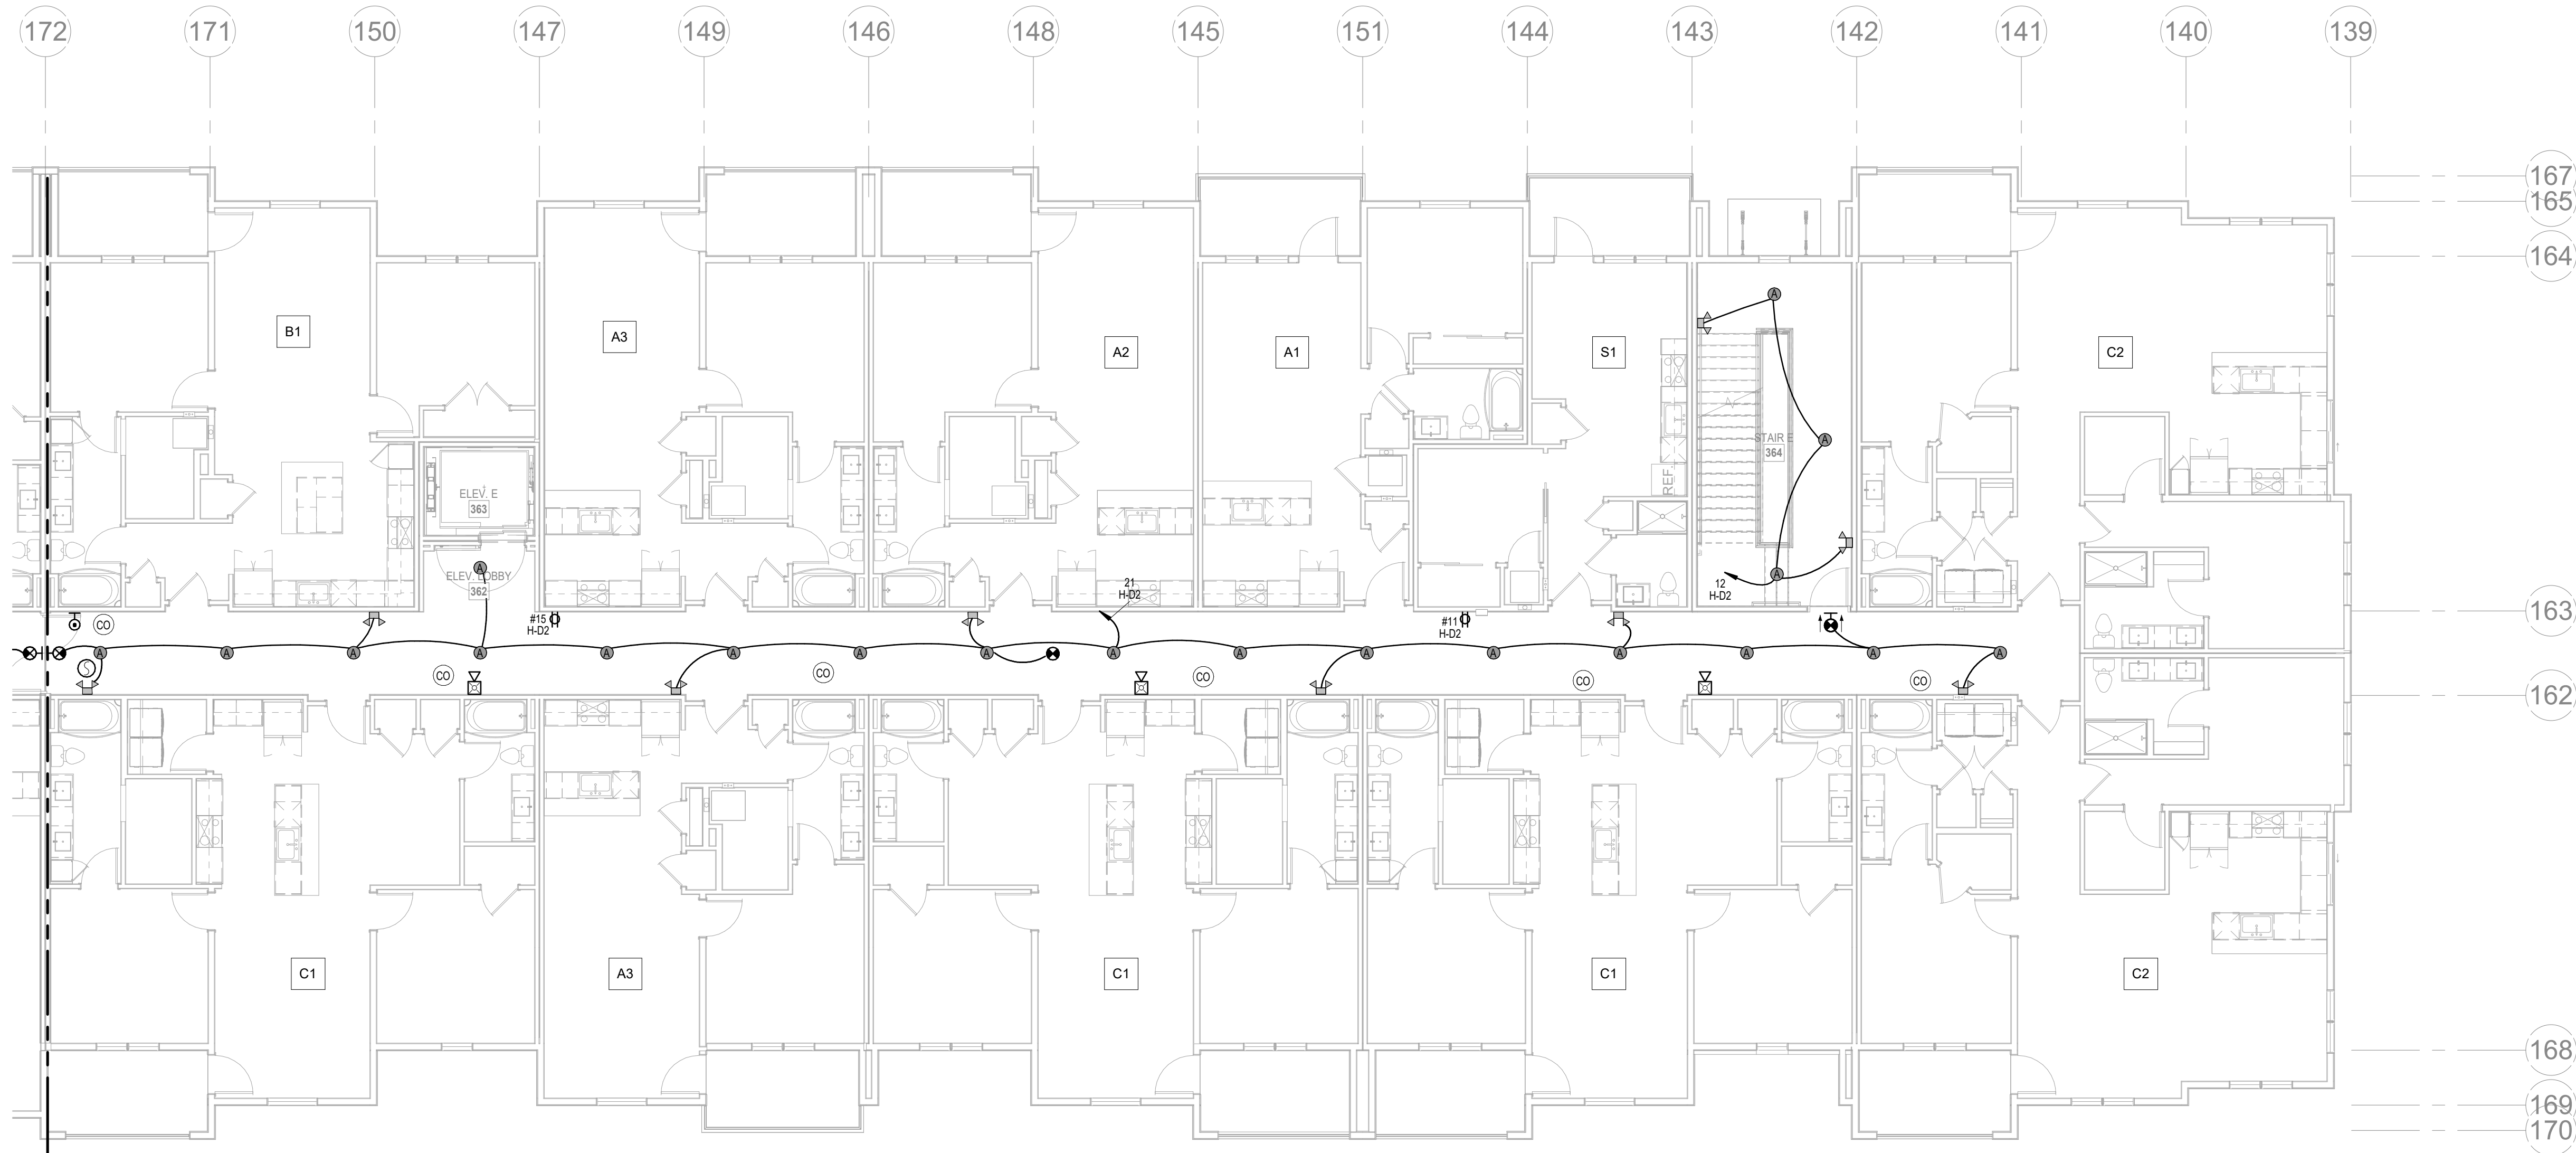 172 171 150 147 149 146 148 145 151 144 143 142 141 140 139
167
165
164
B1
A3
A2
A1
S1
C2
STAIR E
364
REF.
ELEV. E
363
ELEV. LOBBY
362
21
H-D2
12
H-D2
#15
H-D2
#11
H-D2
163
CO
A A A A A A A A A A A A A A A A
A
A
A
A
CO CO CO CO CO
162
C1
A3
C1
C1
C2
168
169
170